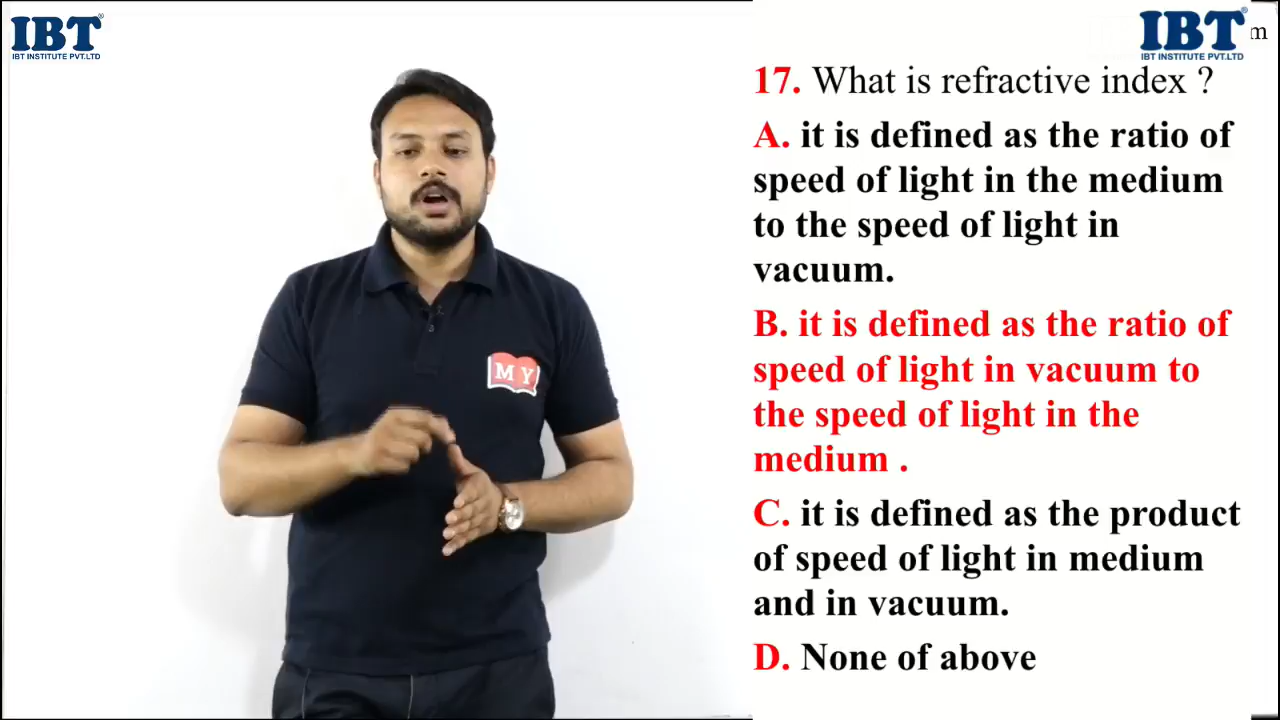 IBT
IBT INSTITUTE PVT.LTD
IBT
IBT INSTITUTE PVT.LTD
m
17. What is refractive index ?
A. it is defined as the ratio of
speed of light in the medium
to the speed of light in
vacuum.
B. it is defined as the ratio of
speed of light in vacuum to
the speed of light in the
medium .
C. it is defined as the product
of speed of light in medium
and in vacuum.
D. None of above
M Y